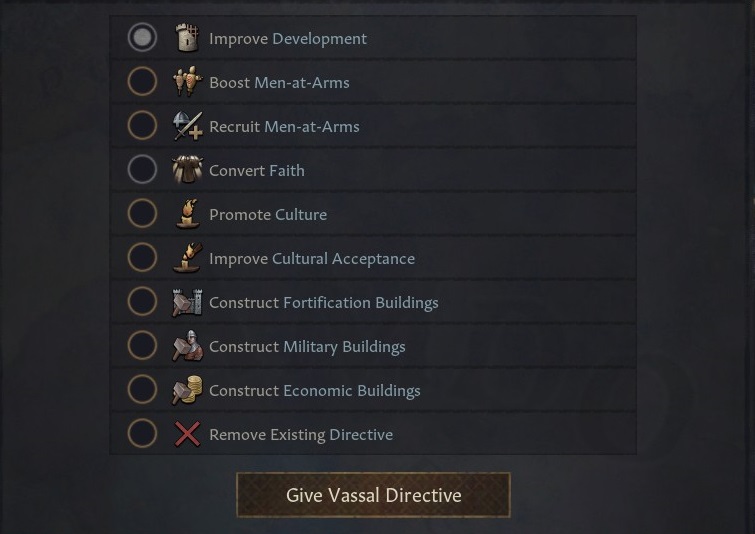 Improve Development
Boost Men-at-Arms
Recruit Men-at-Arms
Convert Faith
Promote Culture
Improve Cultural Acceptance
Construct Fortification Buildings
Construct Military Buildings
Construct Economic Buildings
Remove Existing Directive
Give Vassal Directive